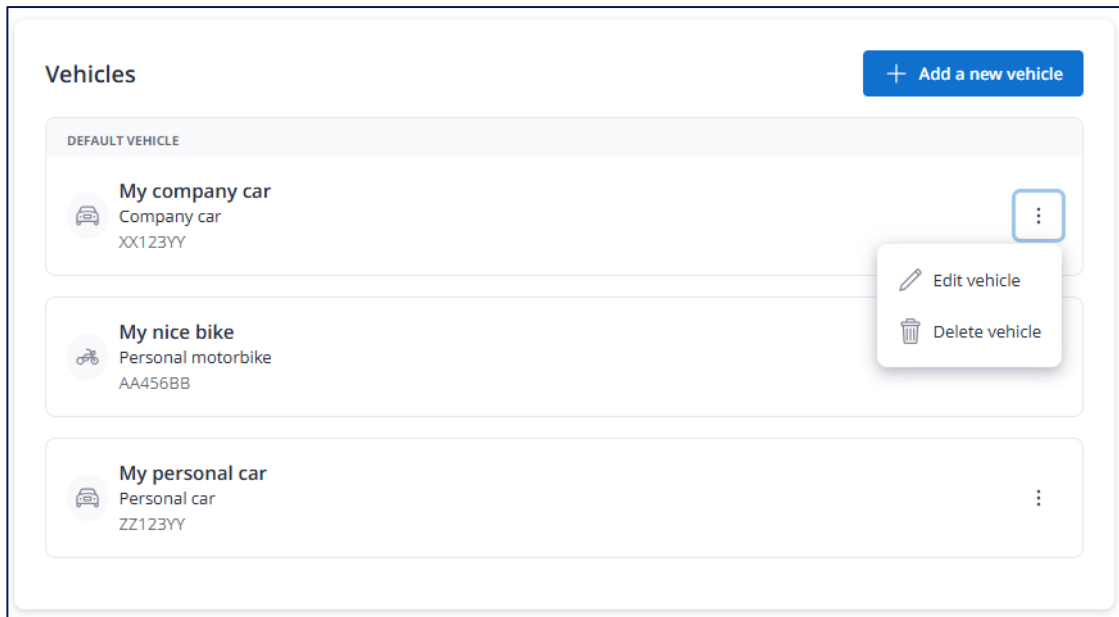 Vehicles
Add a new vehicle
DEFAULT VEHICLE
My company car
Company car
XX123YY
Edit vehicle
Delete vehicle
My nice bike
Personal motorbike
AA456BB
My personal car
Personal car
ZZ123YY